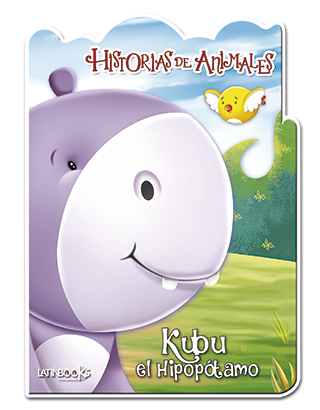 HISTORIAS DE ANIMALES
Kubu
el Hipopótamo
LATINBOOKS